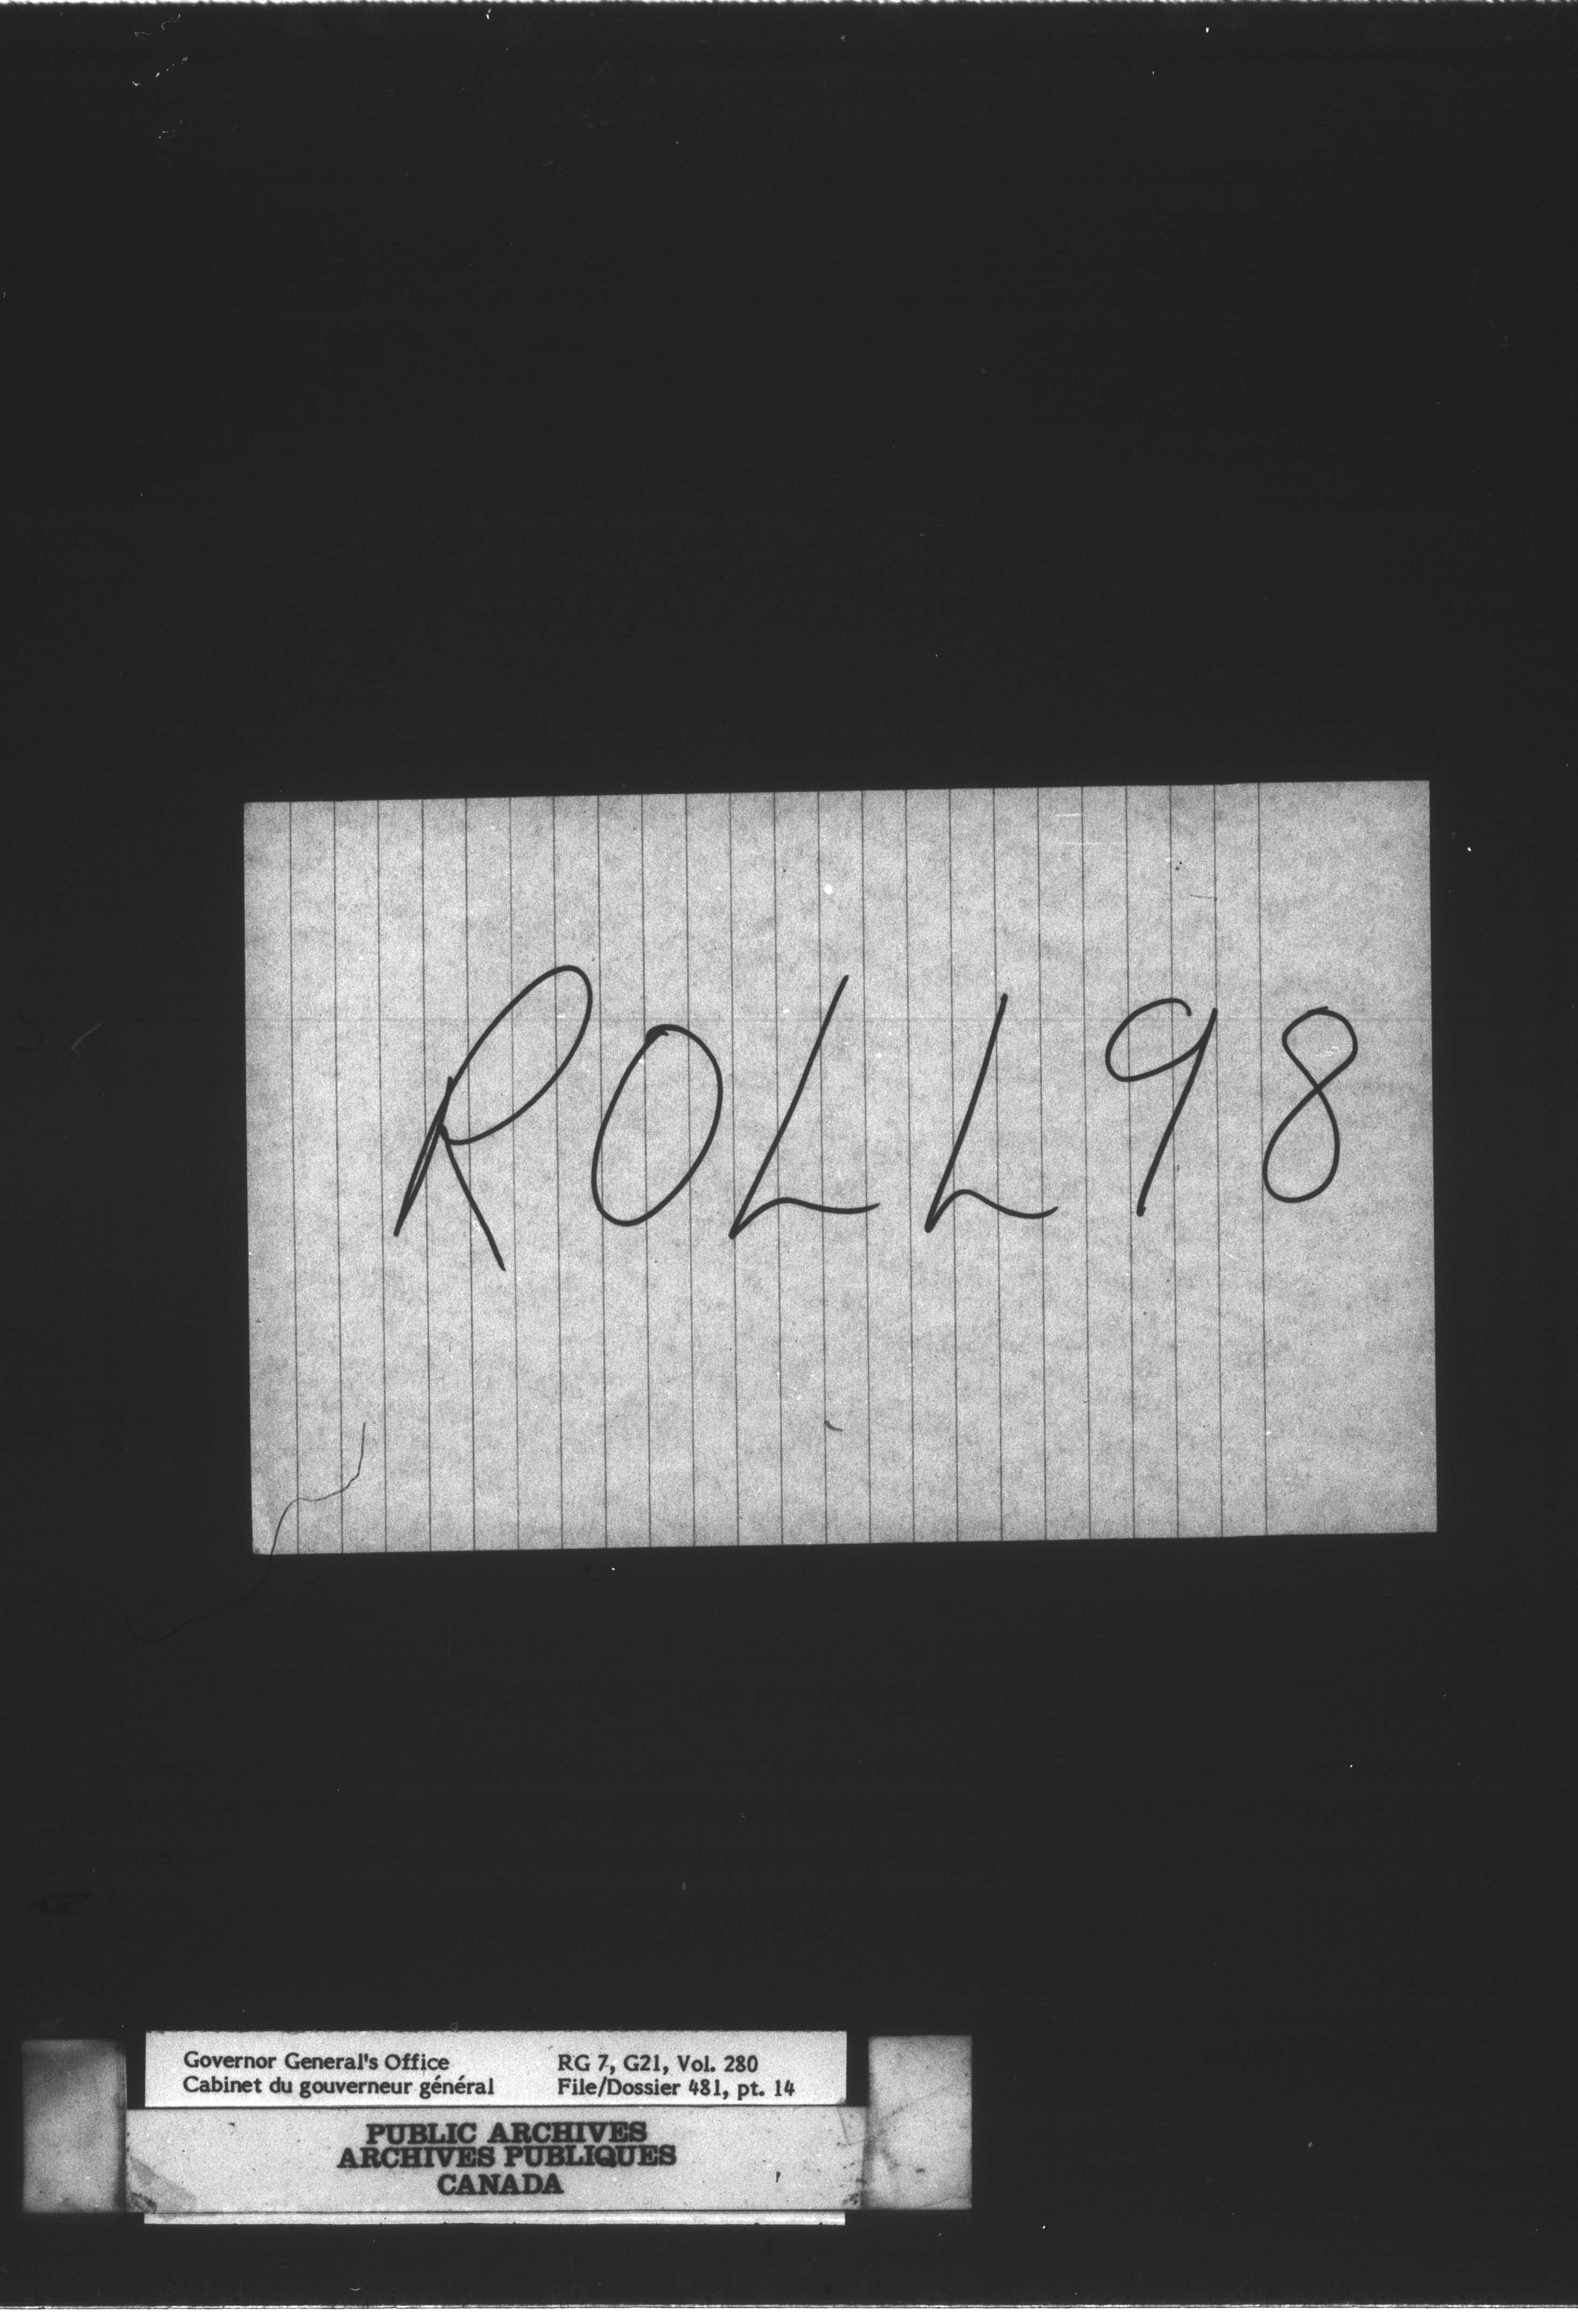 ROLL 98
Governor General's Office
Cabinet du gouverneur général
RG 7, G21, Vol. 280
File/Dossier 481, pt. 14
PUBLIC ARCHIVES
ARCHIVES PUBLIQUES
CANADA